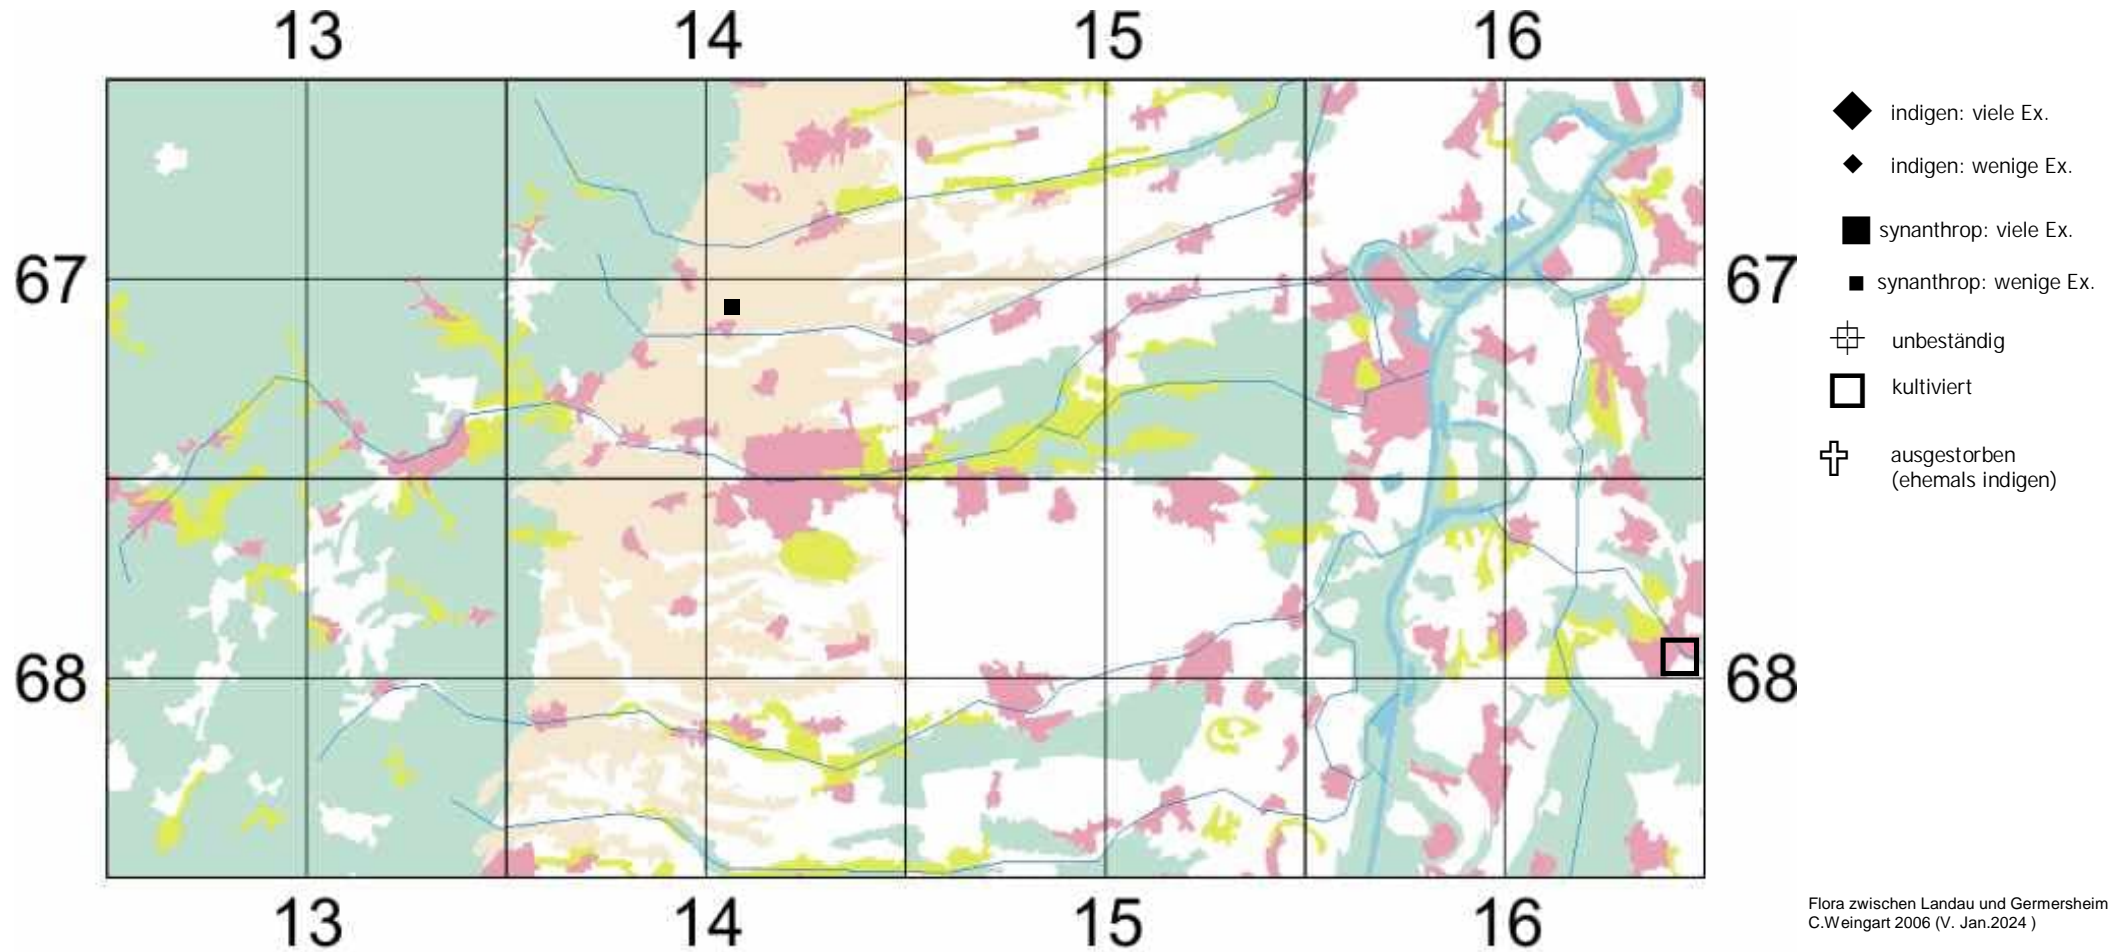 13 14 15 16
indigen: viele Ex.
indigen: wenige Ex.
synanthrop: viele Ex.
67 67
synanthrop: wenige Ex.
unbeständig
kultiviert
ausgestorben
(ehemals indigen)
68 68
13 14 15 16
Flora zwischen Landau und Germersheim
C.Weingart 2006 (V. Jan.2024 )